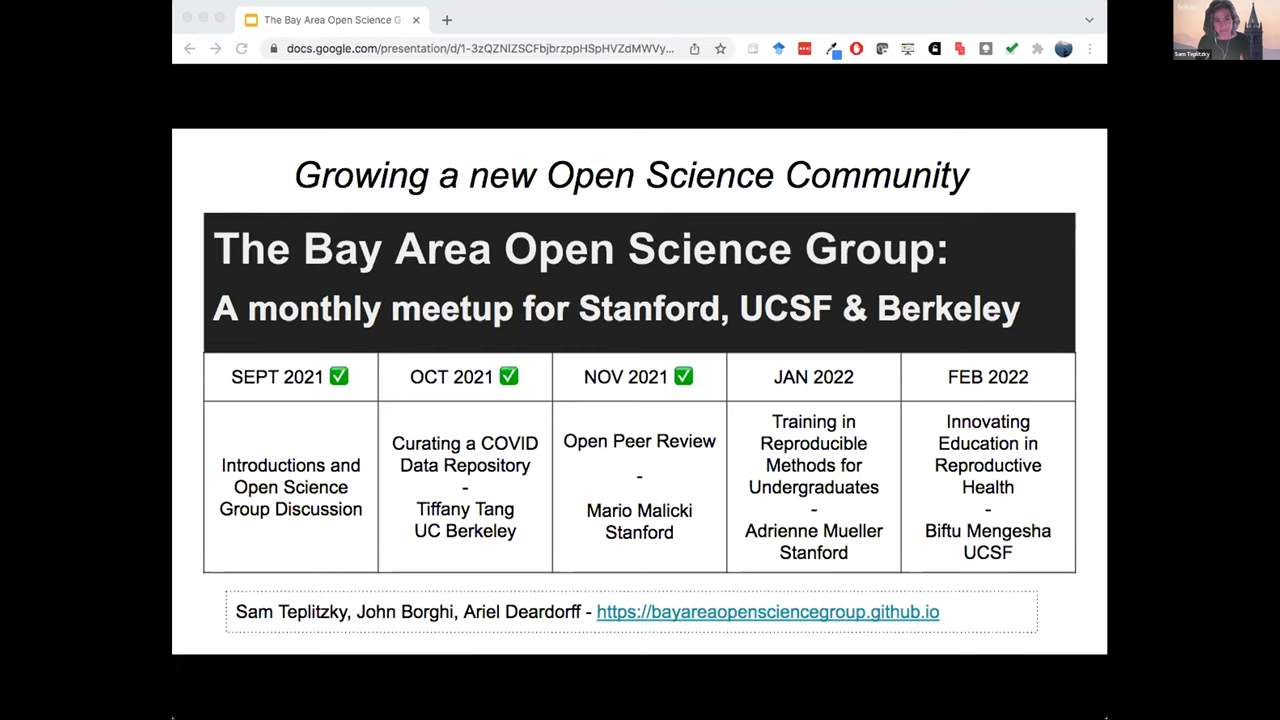 The Bay Area Open Science G
docs.google.com/presentation/d/1-3zQZNIZSCFbjbrzppHSpHVZdMWVy...
Sam Teplitzky
Growing a new Open Science Community
The Bay Area Open Science Group:
A monthly meetup for Stanford, UCSF & Berkeley
SEPT 2021 ✅
OCT 2021 ✅
NOV 2021 ✅
JAN 2022
FEB 2022
Introductions and
Open Science
Group Discussion
Curating a COVID
Data Repository
-
Tiffany Tang
UC Berkeley
Open Peer Review
-
Mario Malicki
Stanford
Training in
Reproducible
Methods for
Undergraduates
-
Adrienne Mueller
Stanford
Innovating
Education in
Reproductive
Health
-
Biftu Mengesha
UCSF
Sam Teplitzky, John Borghi, Ariel Deardorff - https://bayareaopensciencegroup.github.io